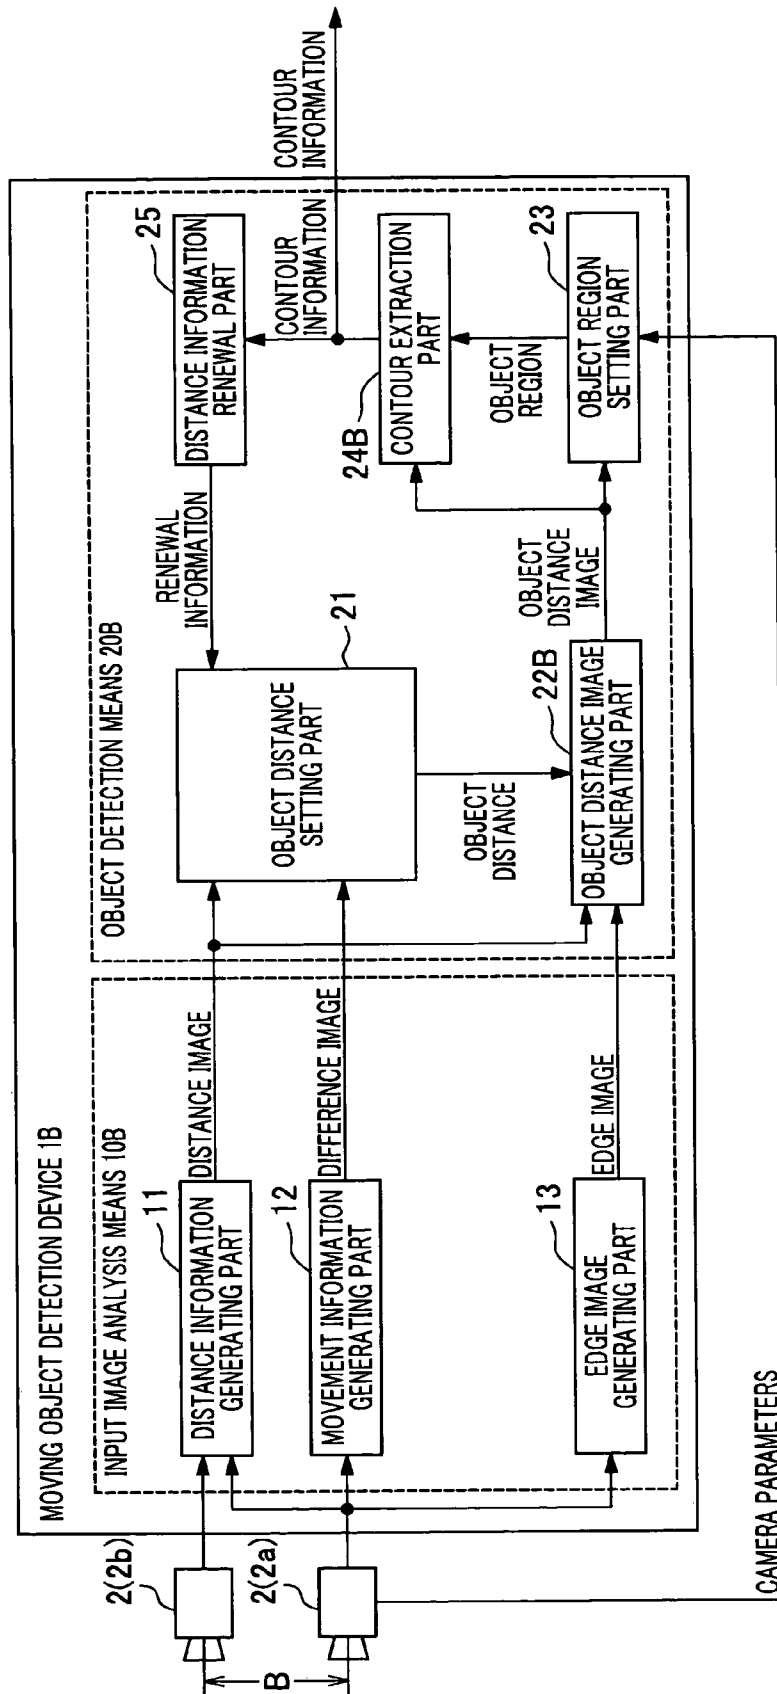 MOVING OBJECT DETECTION DEVICE 1B
INPUT IMAGE ANALYSIS MEANS 10B
2(2b)
2(2a)
B
11
DISTANCE INFORMATION
GENERATING PART
12
MOVEMENT INFORMATION
GENERATING PART
13
EDGE IMAGE
GENERATING PART
DISTANCE IMAGE
DIFFERENCE IMAGE
EDGE IMAGE
OBJECT DETECTION MEANS 20B
21
OBJECT DISTANCE
SETTING PART
OBJECT
DISTANCE
22B
OBJECT DISTANCE IMAGE
GENERATING PART
OBJECT
DISTANCE
IMAGE
RENEWAL
INFORMATION
25
DISTANCE INFORMATION
RENEWAL PART
CONTOUR
INFORMATION
24B
CONTOUR EXTRACTION
PART
OBJECT
REGION
23
OBJECT REGION
SETTING PART
CONTOUR
INFORMATION
CAMERA PARAMETERS